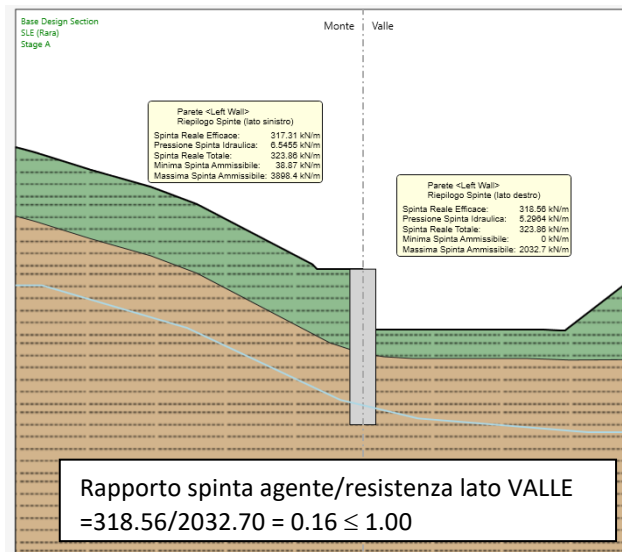 Base Design Section
SLE (Rara)
Stage A
Monte
Valle
Parete <Left Wall>
Riepilogo Spinte (lato sinistro)
Spinta Reale Efficace: 317.31 kN/m
Pressione Spinta Idraulica: 6.5455 kN/m
Spinta Reale Totale: 323.86 kN/m
Minima Spinta Ammissibile: 38.87 kN/m
Massima Spinta Ammissibile: 3898.4 kN/m
Parete <Left Wall>
Riepilogo Spinte (lato destro)
Spinta Reale Efficace: 318.56 kN/m
Pressione Spinta Idraulica: 5.2964 kN/m
Spinta Reale Totale: 323.86 kN/m
Minima Spinta Ammissibile: 0 kN/m
Massima Spinta Ammissibile: 2032.7 kN/m
Rapporto spinta agente/resistenza lato VALLE
=318.56/2032.70 = 0.16 ≤ 1.00